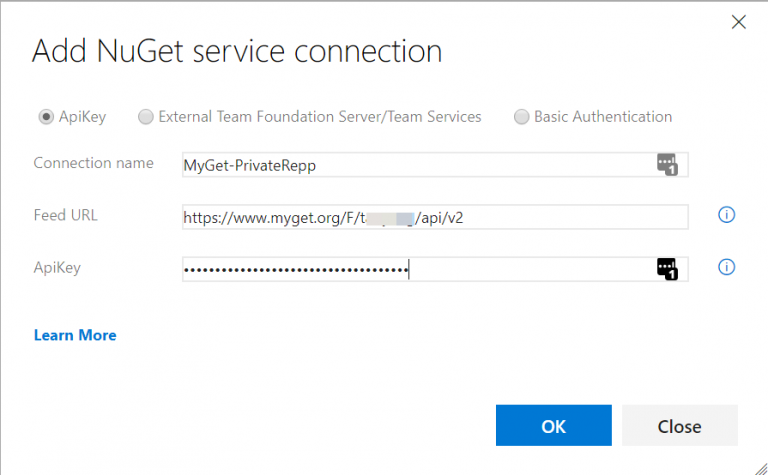 Add NuGet service connection
ApiKey External Team Foundation Server/Team Services Basic Authentication
Connection name MyGet-PrivateRepp
Feed URL https://www.myget.org/F/t /api/v2
ApiKey ••••••••••••••••••••••••••••••••••••
Learn More
OK Close